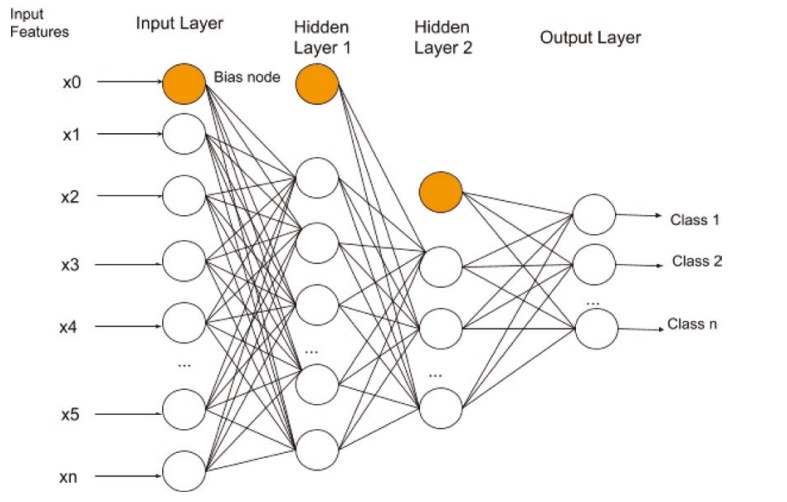 Input
Features
Input Layer
Hidden
Layer 1
Hidden
Layer 2
Output Layer
x0
Bias node
x1
x2
x3
x4
x5
xn
...
...
...
...
Class 1
Class 2
Class n